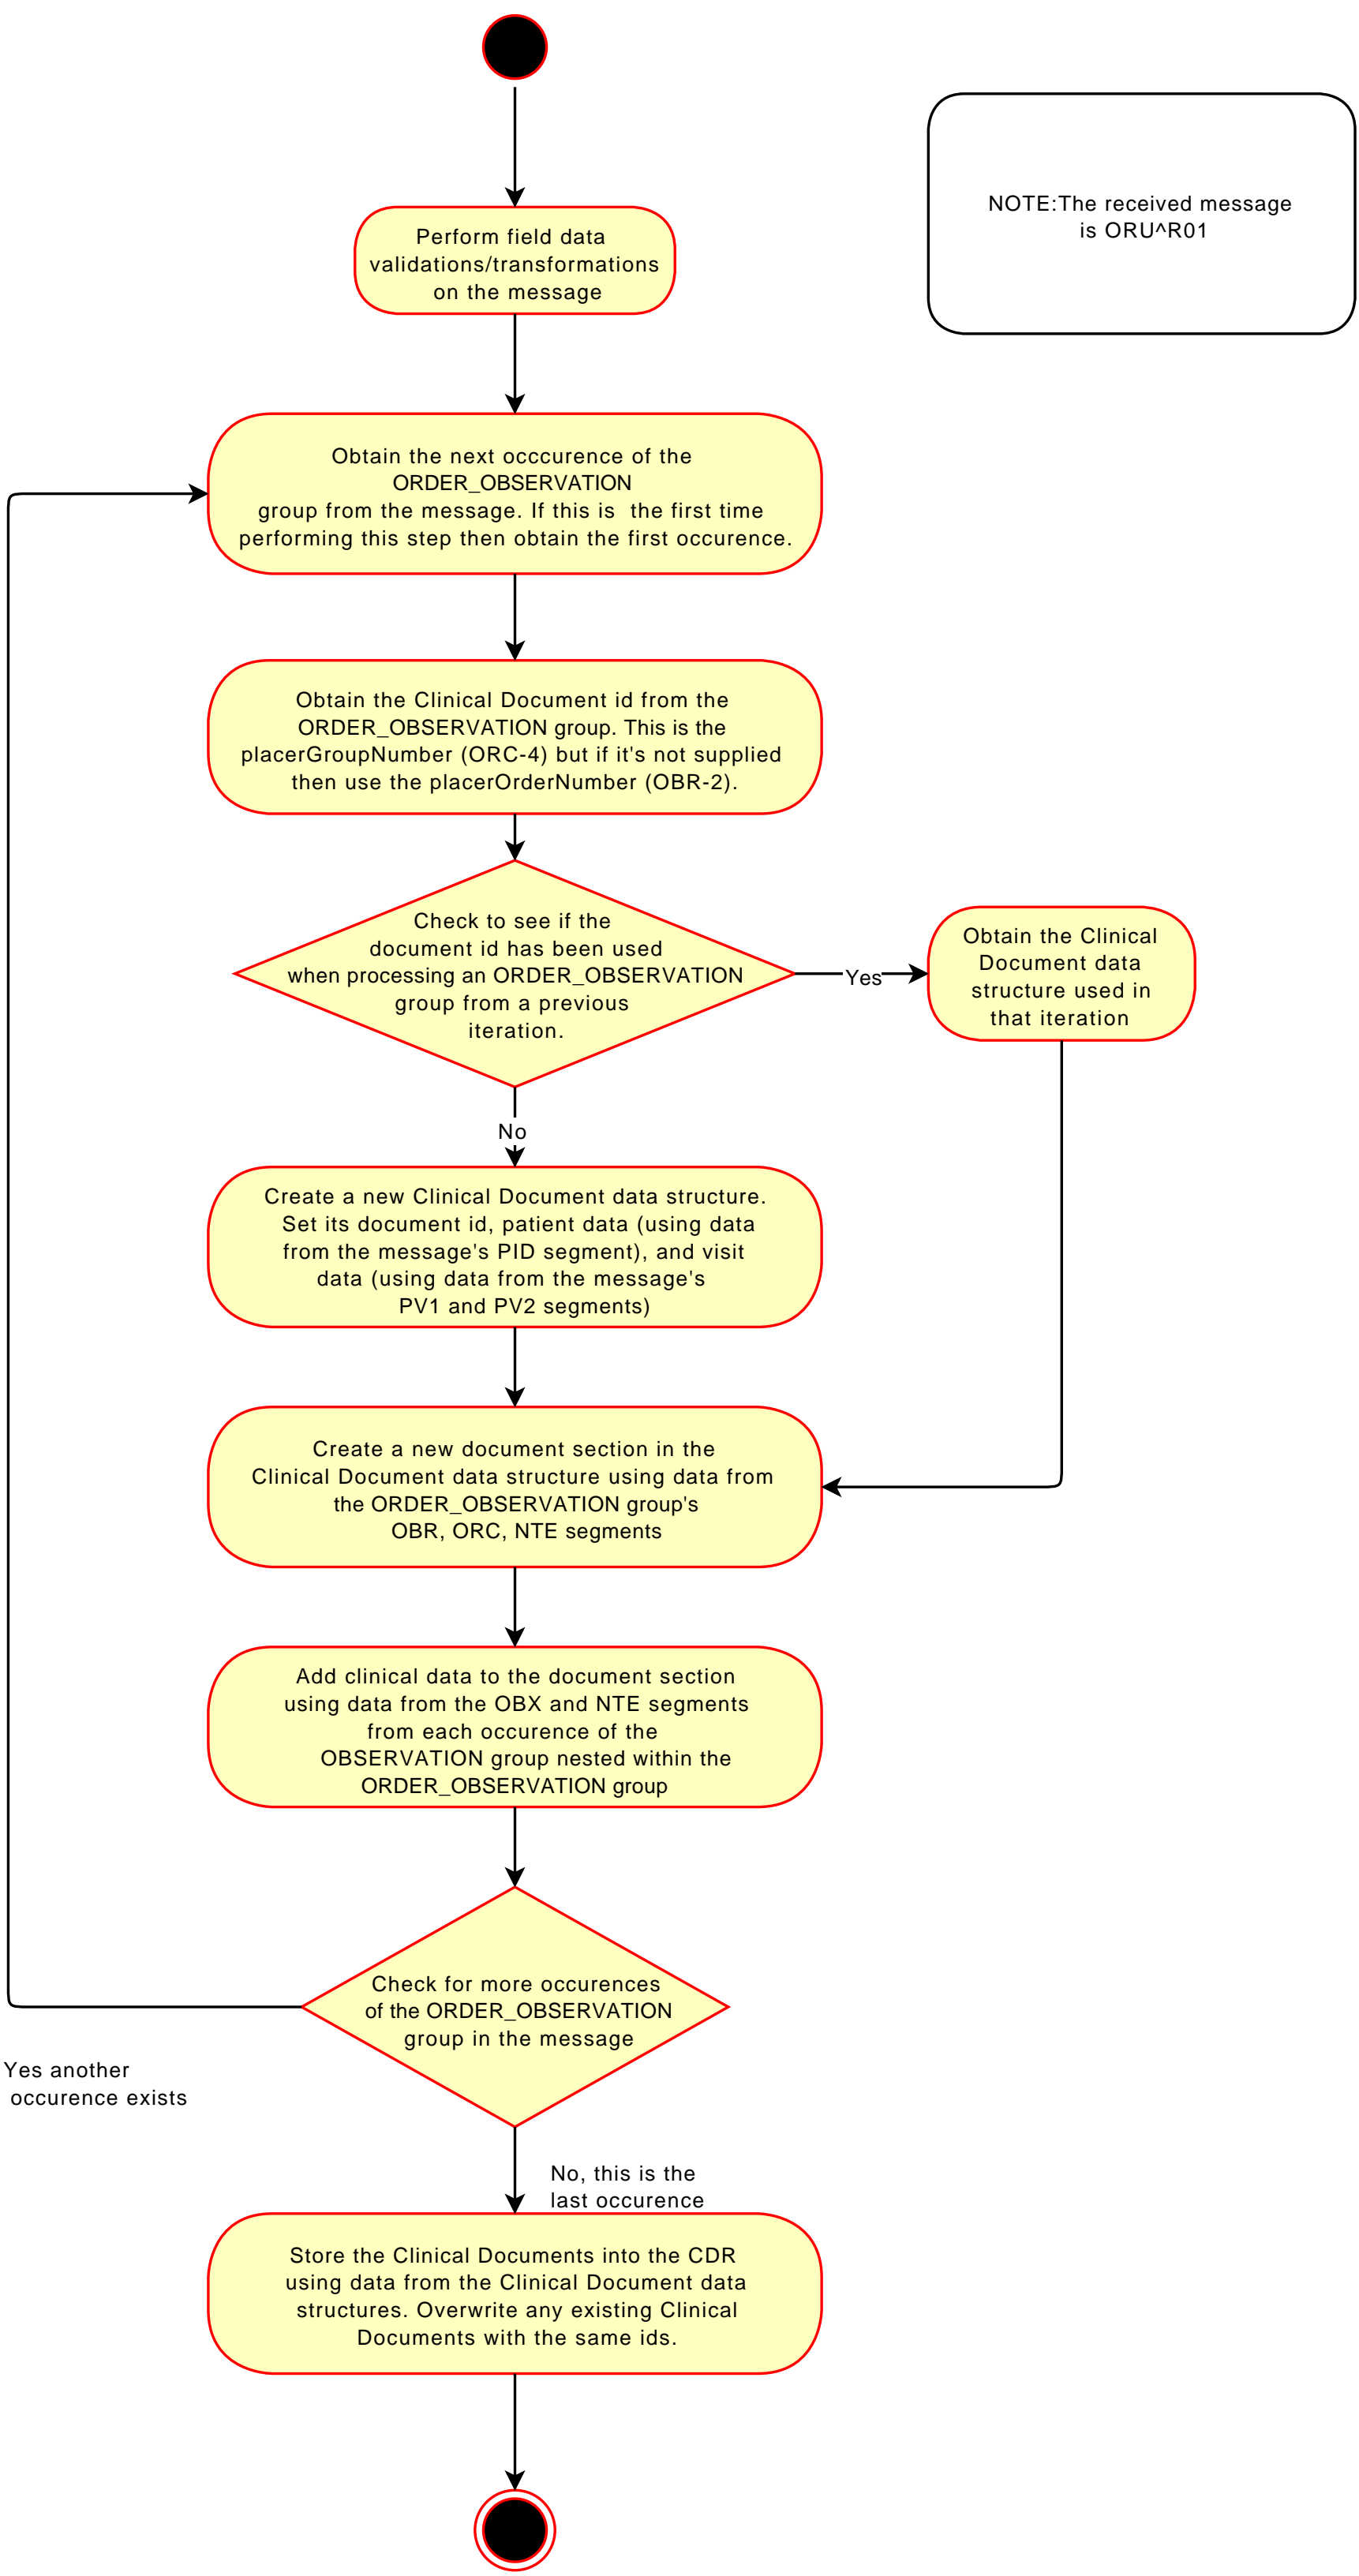 NOTE:The received message
is ORU^R01
Perform field data
validations/transformations
on the message
Obtain the next occcurence of the
ORDER_OBSERVATION
group from the message. If this is  the first time
performing this step then obtain the first occurence.
Obtain the Clinical Document id from the
ORDER_OBSERVATION group. This is the
placerGroupNumber (ORC-4) but if it's not supplied
then use the placerOrderNumber (OBR-2).
Check to see if the
document id has been used
when processing an ORDER_OBSERVATION
group from a previous
iteration.
Yes
Obtain the Clinical
Document data
structure used in
that iteration
No
Create a new Clinical Document data structure.
Set its document id, patient data (using data
from the message's PID segment), and visit
data (using data from the message's
PV1 and PV2 segments)
Create a new document section in the
Clinical Document data structure using data from
the ORDER_OBSERVATION group's
OBR, ORC, NTE segments
Add clinical data to the document section
using data from the OBX and NTE segments
from each occurence of the
OBSERVATION group nested within the
ORDER_OBSERVATION group
Check for more occurences
of the ORDER_OBSERVATION
group in the message
Yes another
occurence exists
No, this is the
last occurence
Store the Clinical Documents into the CDR
using data from the Clinical Document data
structures. Overwrite any existing Clinical
Documents with the same ids.